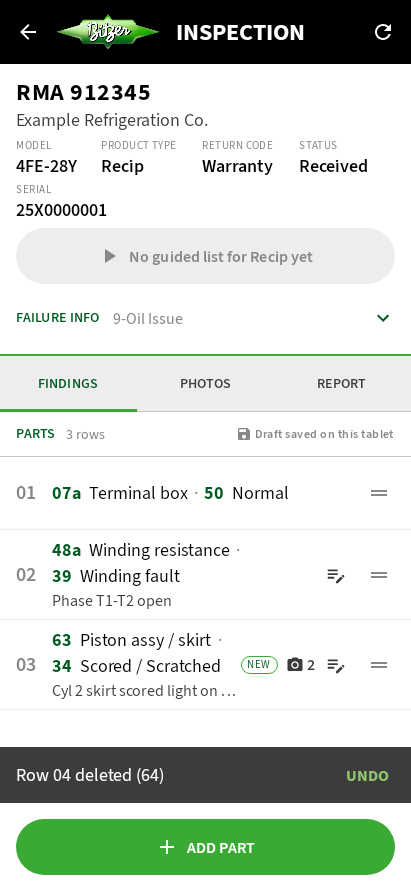 Bitzer INSPECTION
RMA 912345
Example Refrigeration Co.
MODEL PRODUCT TYPE RETURN CODE STATUS
4FE-28Y Recip Warranty Received
SERIAL
25X0000001
No guided list for Recip yet
FAILURE INFO 9-Oil Issue
FINDINGS PHOTOS REPORT
PARTS 3 rows Draft saved on this tablet
01 07a Terminal box · 50 Normal
48a Winding resistance ·
02 39 Winding fault
Phase T1-T2 open
63 Piston assy / skirt ·
03 34 Scored / Scratched NEW 2
Cyl 2 skirt scored light on ...
Row 04 deleted (64) UNDO
ADD PART